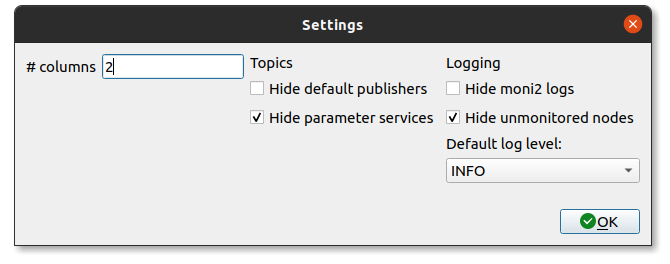 Settings
# columns 2
Topics
Hide default publishers
Hide parameter services
Logging
Hide moni2 logs
Hide unmonitored nodes
Default log level:
INFO
OK